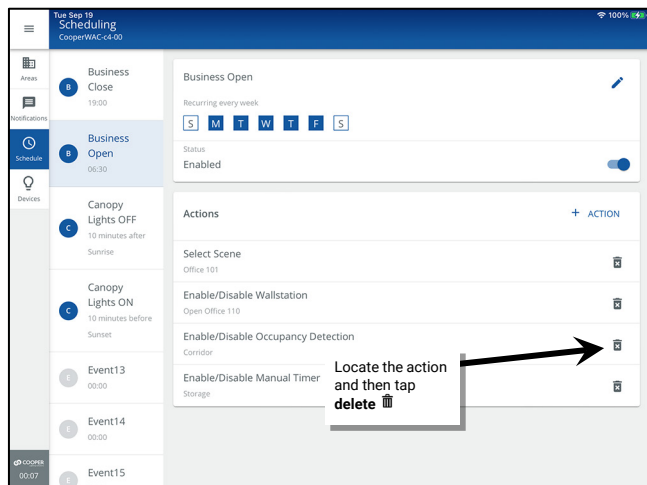 Tue Sep 19
100%
Scheduling
CooperWAC-c4-00
Areas
Notifications
Schedule
Devices
COOPER
00:07
B
Business
Close
19:00
B
Business
Open
06:30
C
Canopy
Lights OFF
10 minutes after
Sunrise
C
Canopy
Lights ON
10 minutes before
Sunset
E
Event13
00:00
E
Event14
00:00
E
Event15
Business Open
Recurring every week
S M T W T F S
Status
Enabled
Actions
+ ACTION
Select Scene
Office 101
Enable/Disable Wallstation
Open Office 110
Enable/Disable Occupancy Detection
Corridor
Enable/Disable Manual Timer
Storage
Locate the action
and then tap
delete